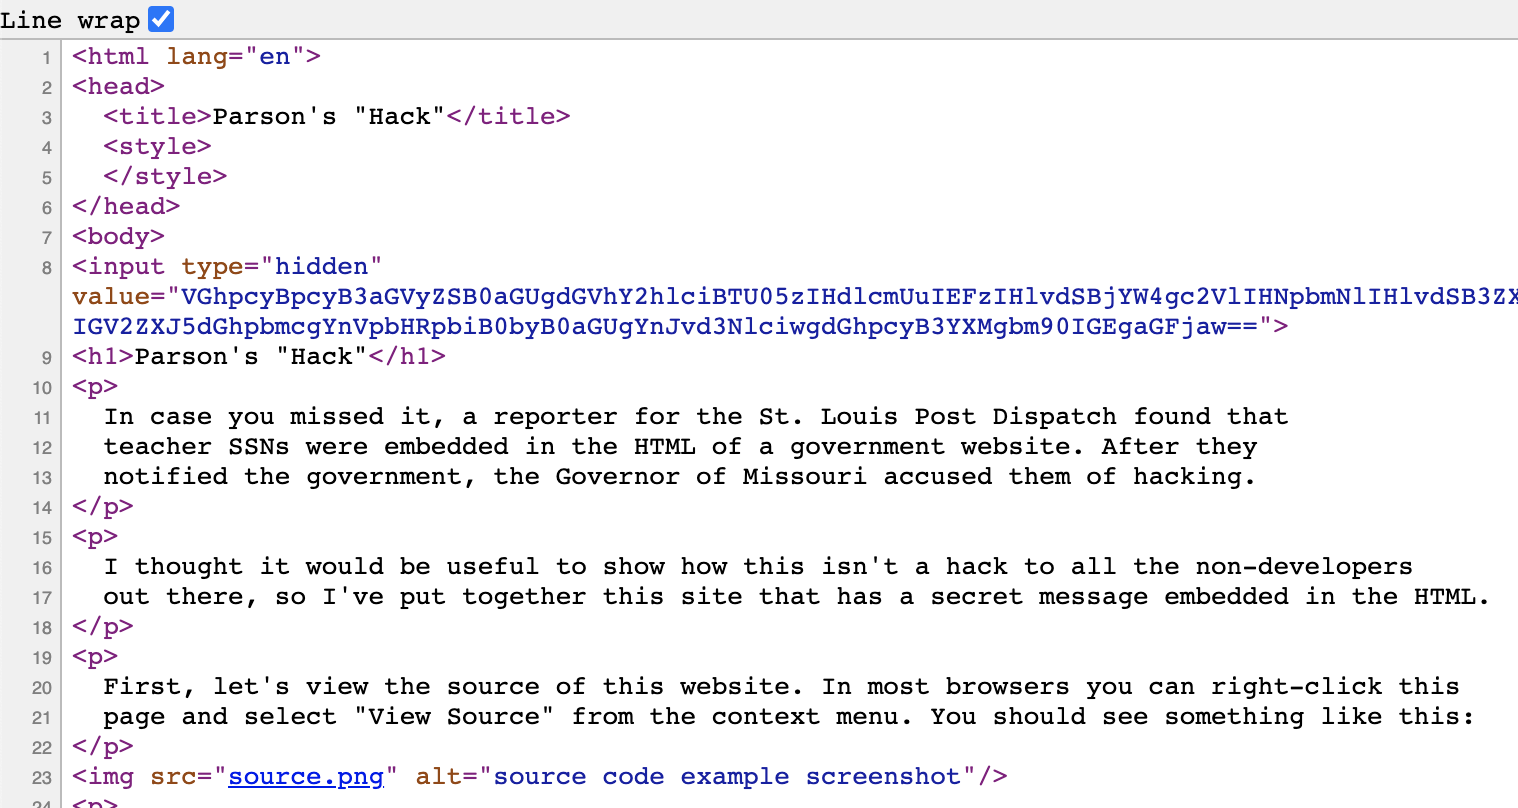 Line wrap
1 <html lang="en">
2 <head>
3 <title>Parson's "Hack"</title>
4 <style>
5 </style>
6 </head>
7 <body>
8 <input type="hidden"
value="VGhpcyBpcyB3aGVyZSB0aGUgdGVhY2hlciBTU05zIHdlcmUuIEFzIHlvdSBjYW4gc2VlIHNpbmNlIHlvdSB3ZX
IGV2ZXJ5dGhpbmcgYnVpbHRpbiB0byB0aGUgYnJvd3NlciwgdGhpcyB3YXMgbm90IGEgaGFjaw==">
9 <h1>Parson's "Hack"</h1>
10 <p>
11 In case you missed it, a reporter for the St. Louis Post Dispatch found that
12 teacher SSNs were embedded in the HTML of a government website. After they
13 notified the government, the Governor of Missouri accused them of hacking.
14 </p>
15 <p>
16 I thought it would be useful to show how this isn't a hack to all the non-developers
17 out there, so I've put together this site that has a secret message embedded in the HTML.
18 </p>
19 <p>
20 First, let's view the source of this website. In most browsers you can right-click this
21 page and select "View Source" from the context menu. You should see something like this:
22 </p>
23 <img src="source.png" alt="source code example screenshot"/>
24 <p>